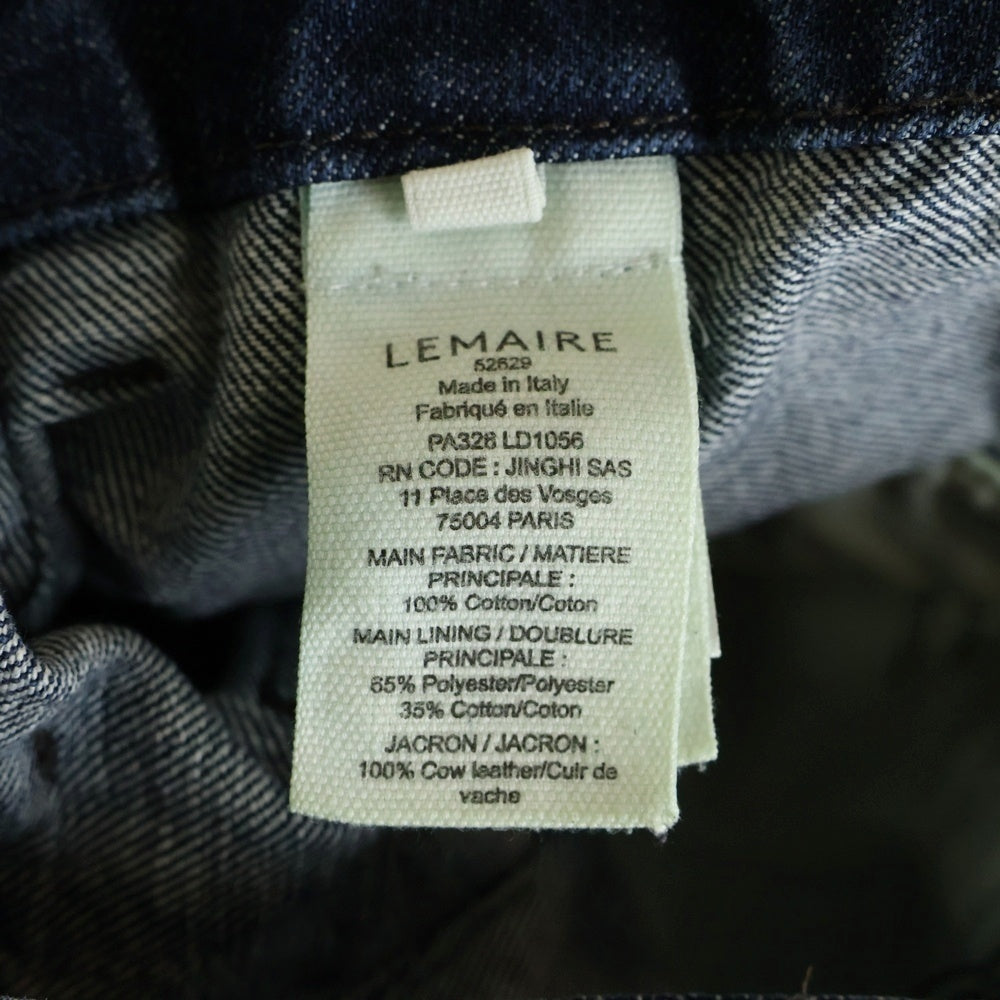 LEMAIRE
52629
Made in Italy
Fabriqué en Italie
PA326 LD1056
RN CODE : JINGHI SAS
11 Place des Vosges
75004 PARIS
MAIN FABRIC / MATIERE
PRINCIPALE :
100% Cotton/Coton
MAIN LINING / DOUBLURE
PRINCIPALE :
65% Polyester/Polyester
35% Cotton/Coton
JACRON / JACRON :
100% Cow leather/Cuir de
vache